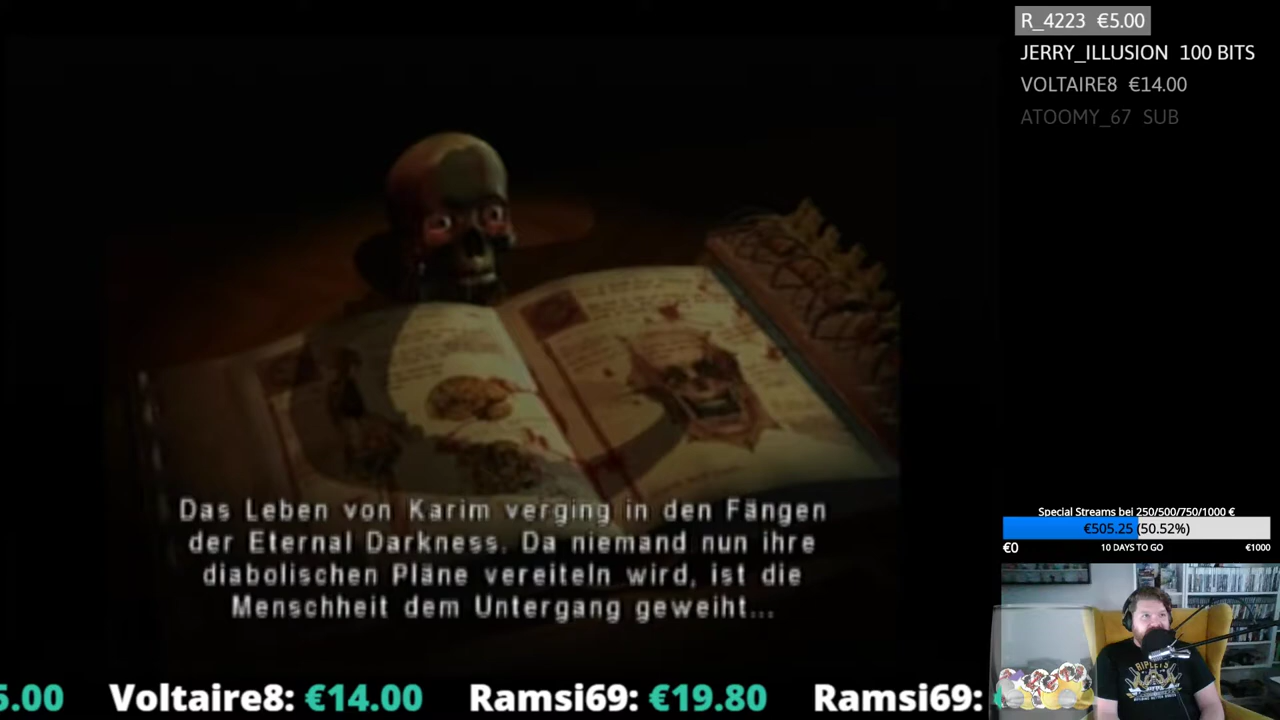 R_4223 €5.00
JERRY_ILLUSION 100 BITS
VOLTAIRE8 €14.00
ATOOMY_67 SUB
Das Leben von Karim verging in den Fängen
der Eternal Darkness. Da niemand nun ihre
diabolischen Pläne vereiteln wird, ist die
Menschheit dem Untergang geweiht...
Special Streams bei 250/500/750/1000 €
€505.25 (50.52%)
€0 10 DAYS TO GO €1000
5.00 Voltaire8: €14.00 Ramsi69: €19.80 Ramsi69: